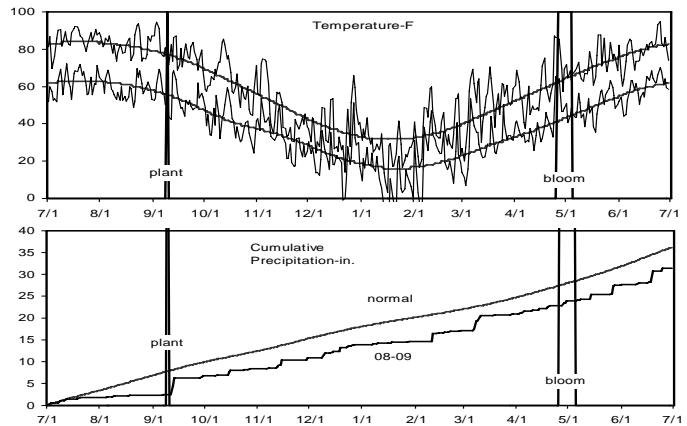 Temperature-F
100
80
60
40
20
0
plant
bloom
7/1 8/1 9/1 10/1 11/1 12/1 1/1 2/1 3/1 4/1 5/1 6/1 7/1
Cumulative
Precipitation-in.
40
35
30
25
20
15
10
5
0
normal
plant
08-09
bloom
7/1 8/1 9/1 10/1 11/1 12/1 1/1 2/1 3/1 4/1 5/1 6/1 7/1